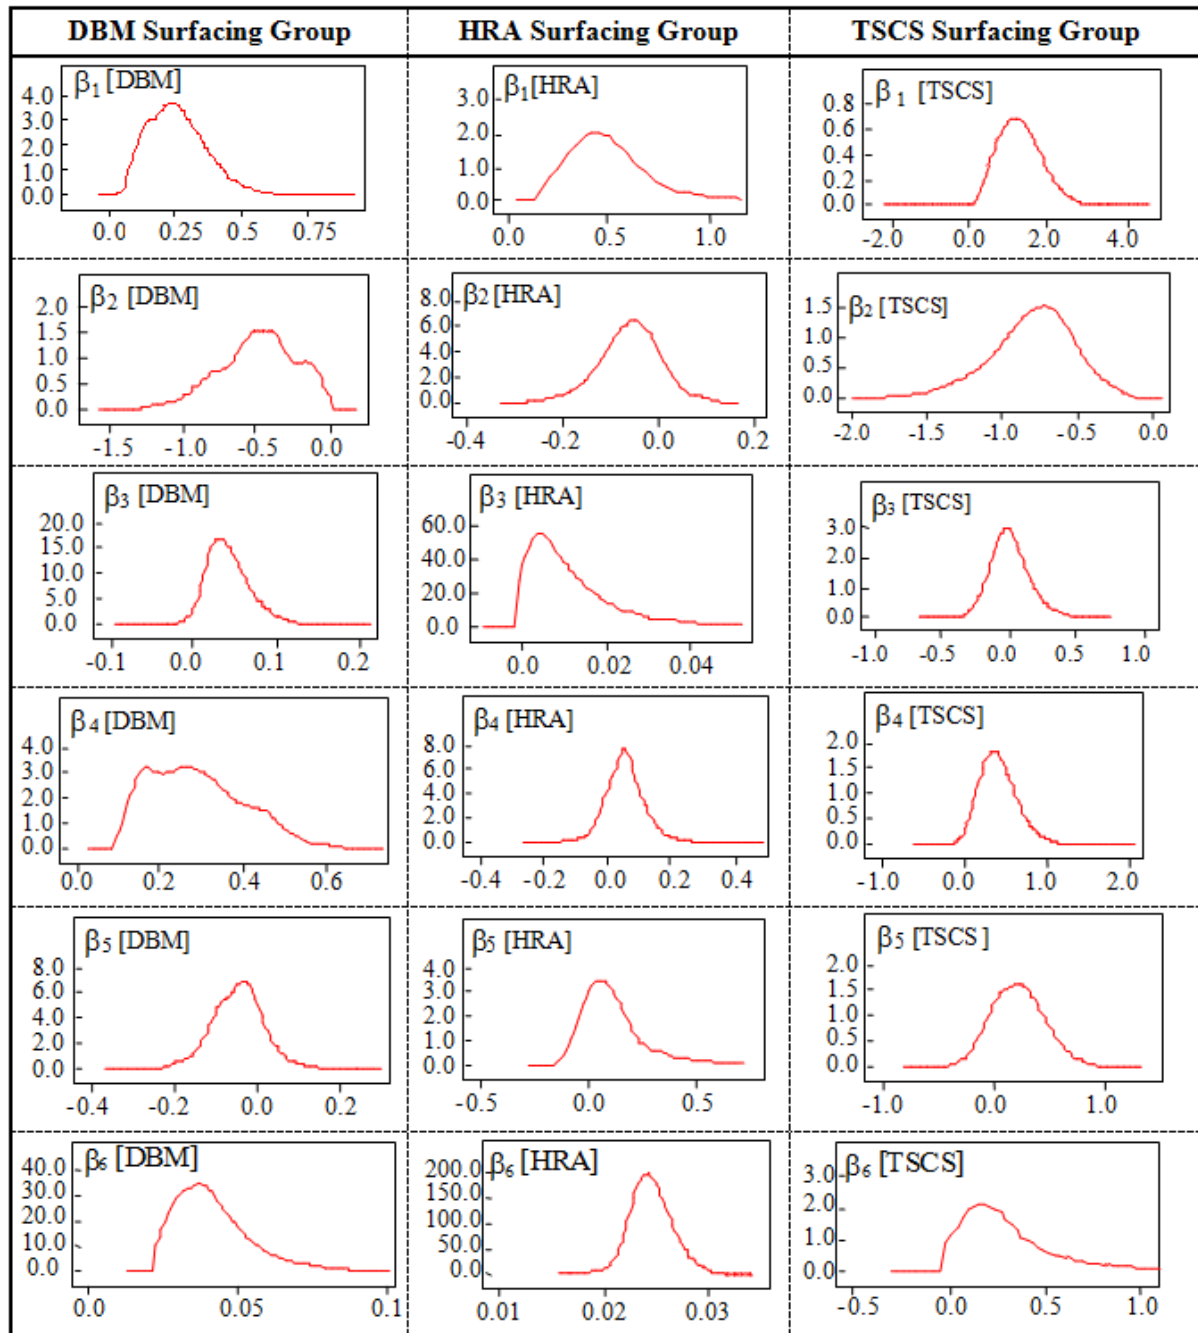 DBM Surfacing Group HRA Surfacing Group TSCS Surfacing Group
β1 [DBM]
4.0
3.0
2.0
1.0
0.0
0.0 0.25 0.5 0.75
β1[HRA]
3.0
2.0
1.0
0.0
0.0 0.5 1.0
β1 [TSCS]
0.8
0.6
0.4
0.2
0.0
-2.0 0.0 2.0 4.0
β2 [DBM]
2.0
1.5
1.0
0.5
0.0
-1.5 -1.0 -0.5 0.0
β2 [HRA]
8.0
6.0
4.0
2.0
0.0
-0.4 -0.2 0.0 0.2
β2 [TSCS]
1.5
1.0
0.5
0.0
-2.0 -1.5 -1.0 -0.5 0.0
β3 [DBM]
20.0
15.0
10.0
5.0
0.0
-0.1 0.0 0.1 0.2
β3 [HRA]
60.0
40.0
20.0
0.0
0.0 0.02 0.04
β3 [TSCS]
3.0
2.0
1.0
0.0
-1.0 -0.5 0.0 0.5 1.0
β4 [DBM]
4.0
3.0
2.0
1.0
0.0
0.0 0.2 0.4 0.6
β4 [HRA]
8.0
6.0
4.0
2.0
0.0
-0.4 -0.2 0.0 0.2 0.4
β4 [TSCS]
2.0
1.5
1.0
0.5
0.0
-1.0 0.0 1.0 2.0
β5 [DBM]
8.0
6.0
4.0
2.0
0.0
-0.4 -0.2 0.0 0.2
β5 [HRA]
4.0
3.0
2.0
1.0
0.0
-0.5 0.0 0.5
β5 [TSCS]
2.0
1.5
1.0
0.5
0.0
-1.0 0.0 1.0
β6 [DBM]
40.0
30.0
20.0
10.0
0.0
0.0 0.05 0.1
β6 [HRA]
200.0
150.0
100.0
50.0
0.0
0.01 0.02 0.03
β6 [TSCS]
3.0
2.0
1.0
0.0
-0.5 0.0 0.5 1.0